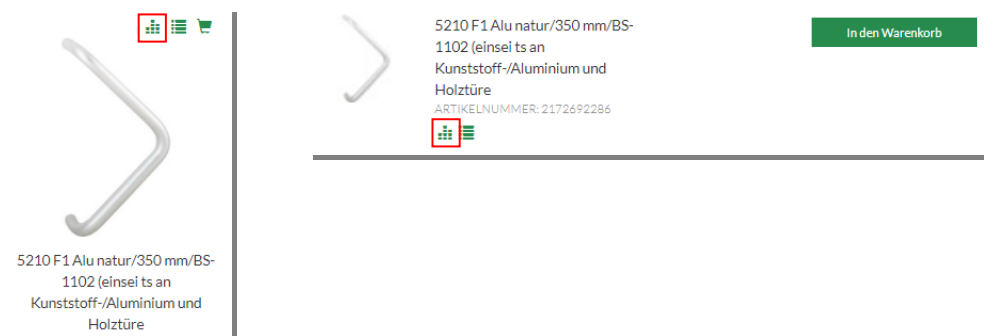 5210 F1 Alu natur/350 mm/BS-
1102 (einsei ts an
Kunststoff-/Aluminium und
Holztüre
5210 F1 Alu natur/350 mm/BS-
1102 (einsei ts an
Kunststoff-/Aluminium und
Holztüre
ARTIKELNUMMER: 2172692286
In den Warenkorb